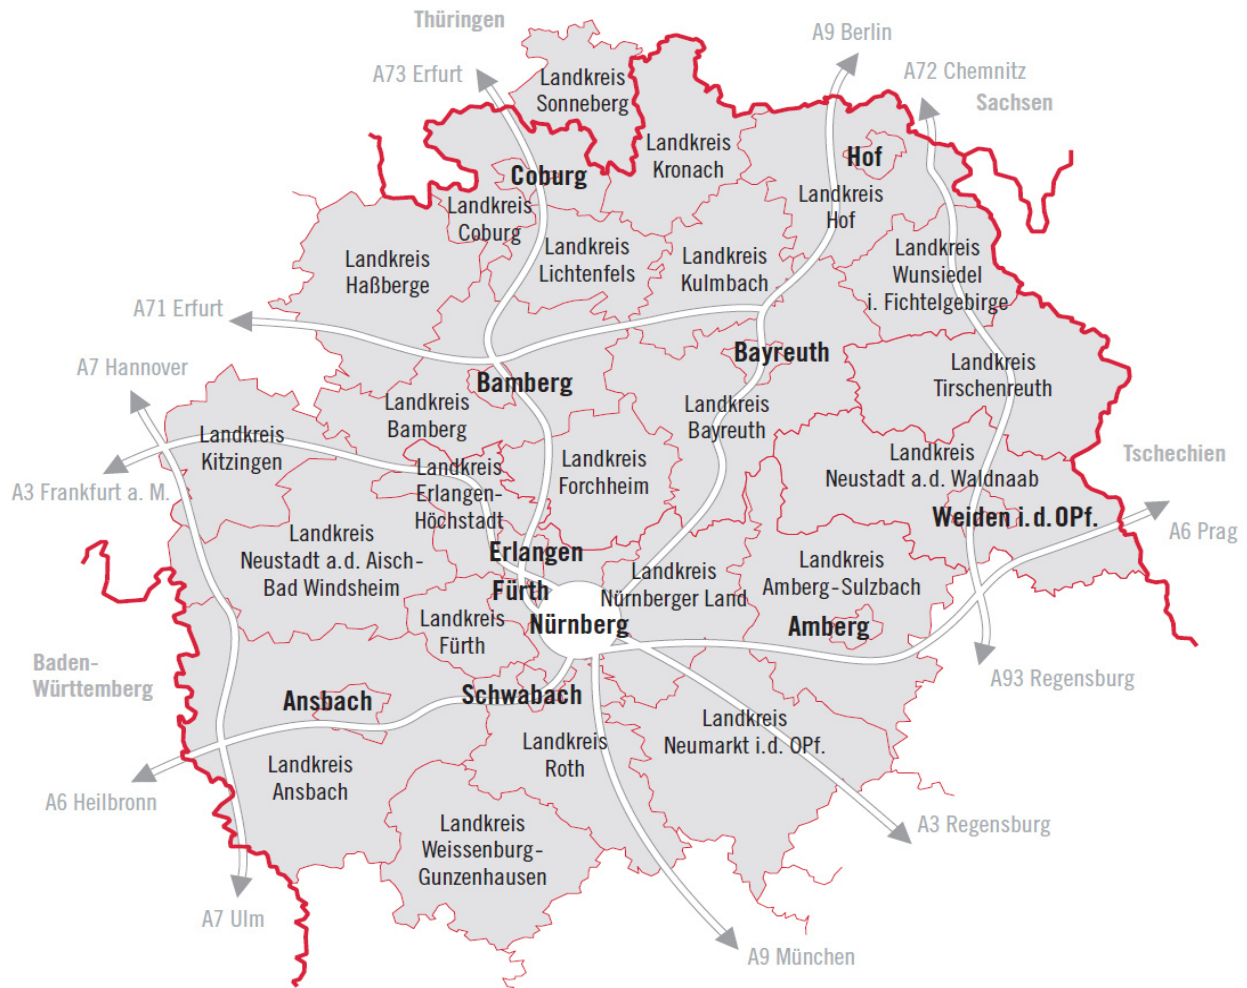 Thüringen
A9 Berlin
A73 Erfurt
A72 Chemnitz
Sachsen
Landkreis
Sonneberg
Landkreis
Kronach
Hof
Coburg
Landkreis
Hof
Landkreis
Coburg
Landkreis
Lichtenfels
Landkreis
Kulmbach
Landkreis
Wunsiedel
i. Fichtelgebirge
Landkreis
Haßberge
A71 Erfurt
A7 Hannover
Bayreuth
Landkreis
Tirschenreuth
Bamberg
Landkreis
Bamberg
Landkreis
Bayreuth
Landkreis
Kitzingen
A3 Frankfurt a. M.
Landkreis
Erlangen-
Höchstadt
Landkreis
Forchheim
Landkreis
Neustadt a.d. Waldnaab
Tschechien
Weiden i.d.OPf.
A6 Prag
Landkreis
Neustadt a.d. Aisch-
Bad Windsheim
Erlangen
Fürth
Nürnberg
Landkreis
Nürnberger Land
Landkreis
Amberg-Sulzbach
Amberg
Landkreis
Fürth
Baden-
Württemberg
A93 Regensburg
Ansbach
Schwabach
Landkreis
Neumarkt i.d. OPf.
Landkreis
Roth
Landkreis
Ansbach
A6 Heilbronn
Landkreis
Weissenburg-
Gunzenhausen
A3 Regensburg
A7 Ulm
A9 München